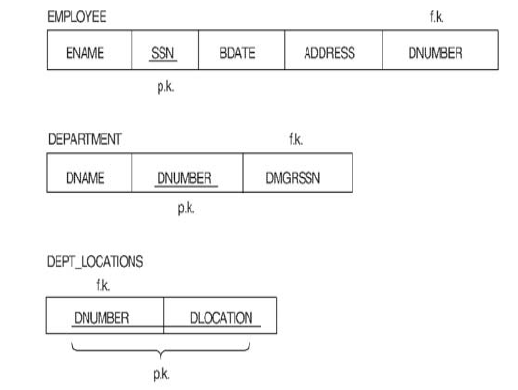 EMPLOYEE f.k.
ENAME SSN BDATE ADDRESS DNUMBER
p.k.
DEPARTMENT f.k.
DNAME DNUMBER DMGRSSN
p.k.
DEPT_LOCATIONS
f.k.
DNUMBER DLOCATION
p.k.